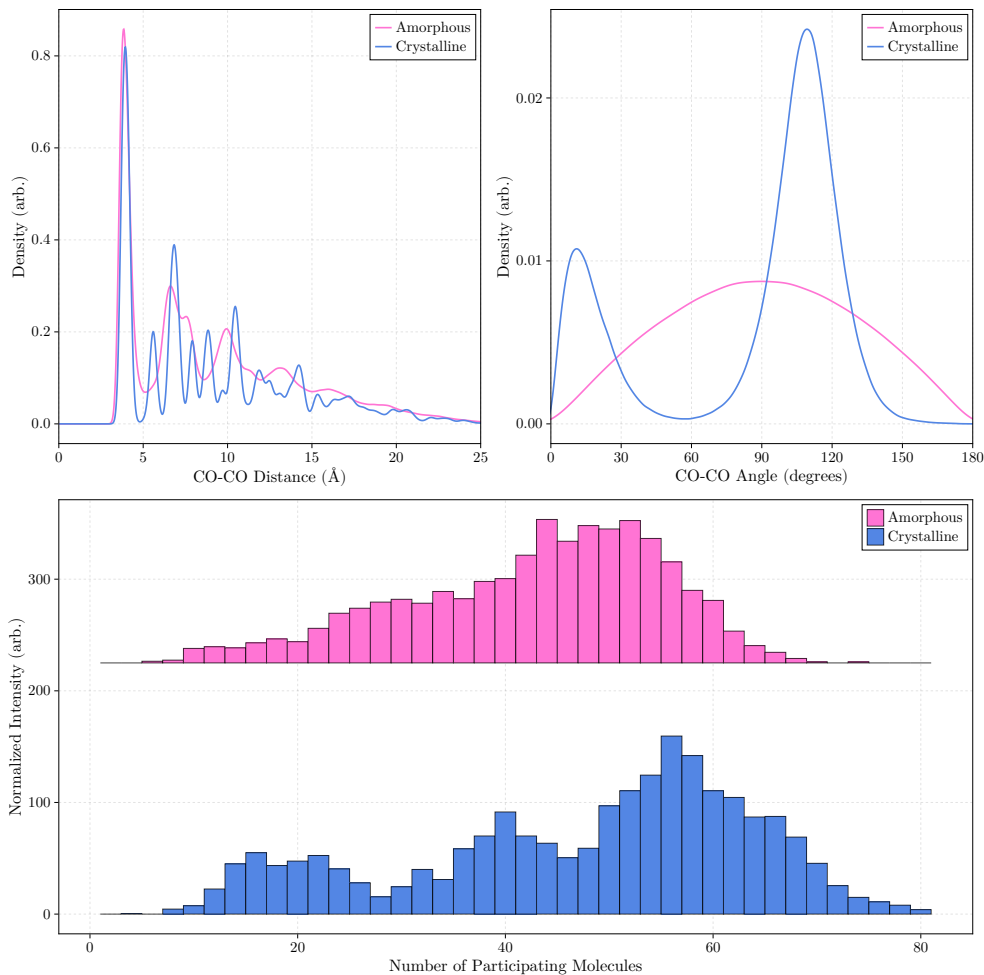 Amorphous
Crystalline
0.8
0.6
0.4
0.2
0.0
Density (arb.)
0 5 10 15 20 25
CO-CO Distance (Å)
Amorphous
Crystalline
0.02
0.01
0.00
Density (arb.)
0 30 60 90 120 150 180
CO-CO Angle (degrees)
Amorphous
Crystalline
300
200
100
0
Normalized Intensity (arb.)
0 20 40 60 80
Number of Participating Molecules